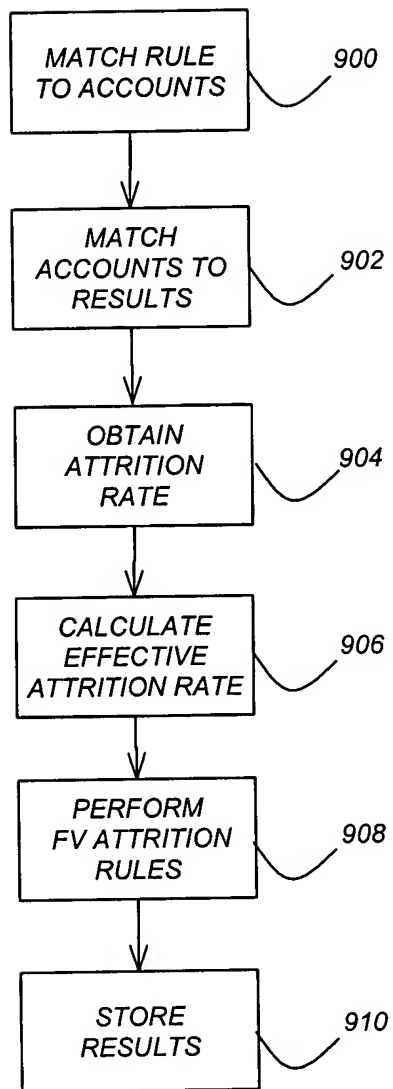 MATCH RULE
TO ACCOUNTS
900
MATCH
ACCOUNTS TO
RESULTS
902
OBTAIN
ATTRITION
RATE
904
CALCULATE
EFFECTIVE
ATTRITION RATE
906
PERFORM
FV ATTRITION
RULES
908
STORE
RESULTS
910